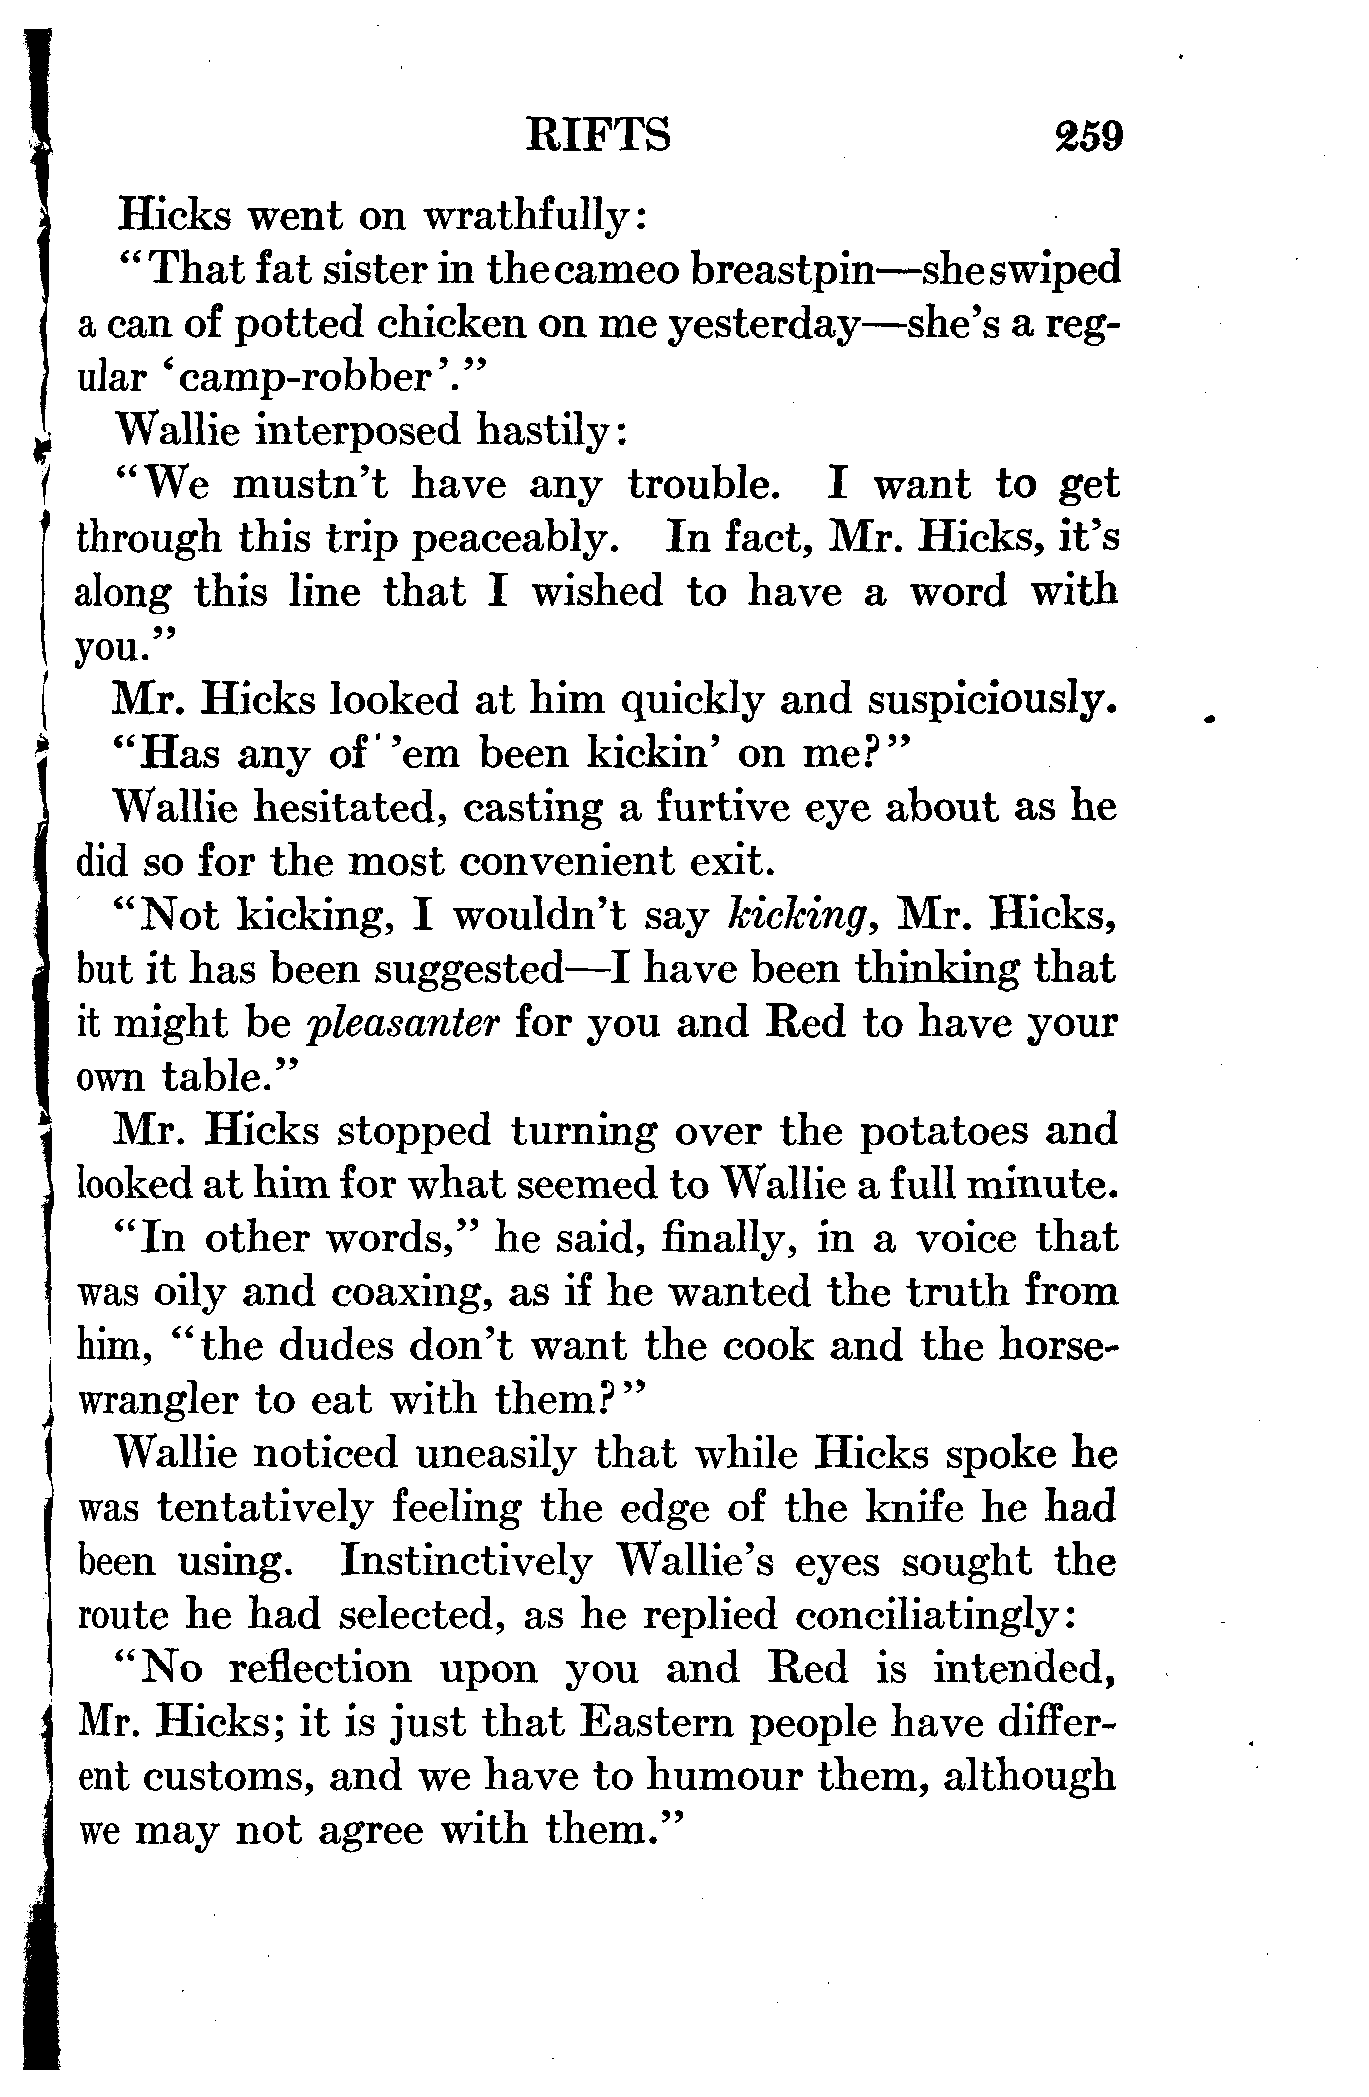 RIFTS 259
Hicks went on wrathfully:
“That fat sister in the cameo breastpin—she swiped
a can of potted chicken on me yesterday—she’s a reg-
ular ‘camp-robber’.”
Wallie interposed hastily:
“We mustn’t have any trouble. I want to get
through this trip peaceably. In fact, Mr. Hicks, it’s
along this line that I wished to have a word with
you.”
Mr. Hicks looked at him quickly and suspiciously.
“Has any of ’em been kickin’ on me?”
Wallie hesitated, casting a furtive eye about as he
did so for the most convenient exit.
“Not kicking, I wouldn’t say kicking, Mr. Hicks,
but it has been suggested—I have been thinking that
it might be pleasanter for you and Red to have your
own table.”
Mr. Hicks stopped turning over the potatoes and
looked at him for what seemed to Wallie a full minute.
“In other words,” he said, finally, in a voice that
was oily and coaxing, as if he wanted the truth from
him, “the dudes don’t want the cook and the horse-
wrangler to eat with them?”
Wallie noticed uneasily that while Hicks spoke he
was tentatively feeling the edge of the knife he had
been using. Instinctively Wallie’s eyes sought the
route he had selected, as he replied conciliatingly:
“No reflection upon you and Red is intended,
Mr. Hicks; it is just that Eastern people have differ-
ent customs, and we have to humour them, although
we may not agree with them.”